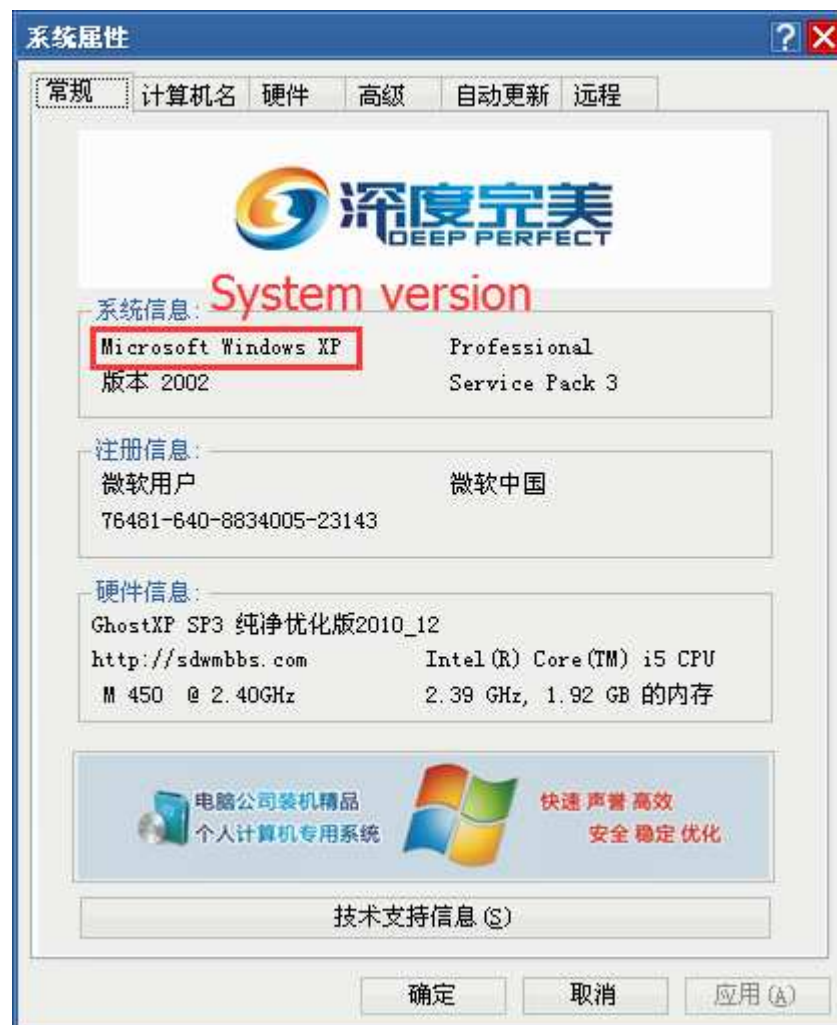 系统属性
常规 计算机名 硬件 高级 自动更新 远程
深度完美
DEEP PERFECT
System version
系统信息:
Microsoft Windows XP Professional
版本 2002 Service Pack 3
注册信息:
微软用户 微软中国
76481-640-8834005-23143
硬件信息:
GhostXP SP3 纯净优化版2010_12
http://sdwmbbs.com Intel(R) Core(TM) i5 CPU
M 450 @ 2.40GHz 2.39 GHz, 1.92 GB 的内存
电脑公司装机精品 快速 声誉 高效
个人计算机专用系统 安全 稳定 优化
技术支持信息(S)
确定 取消 应用(A)